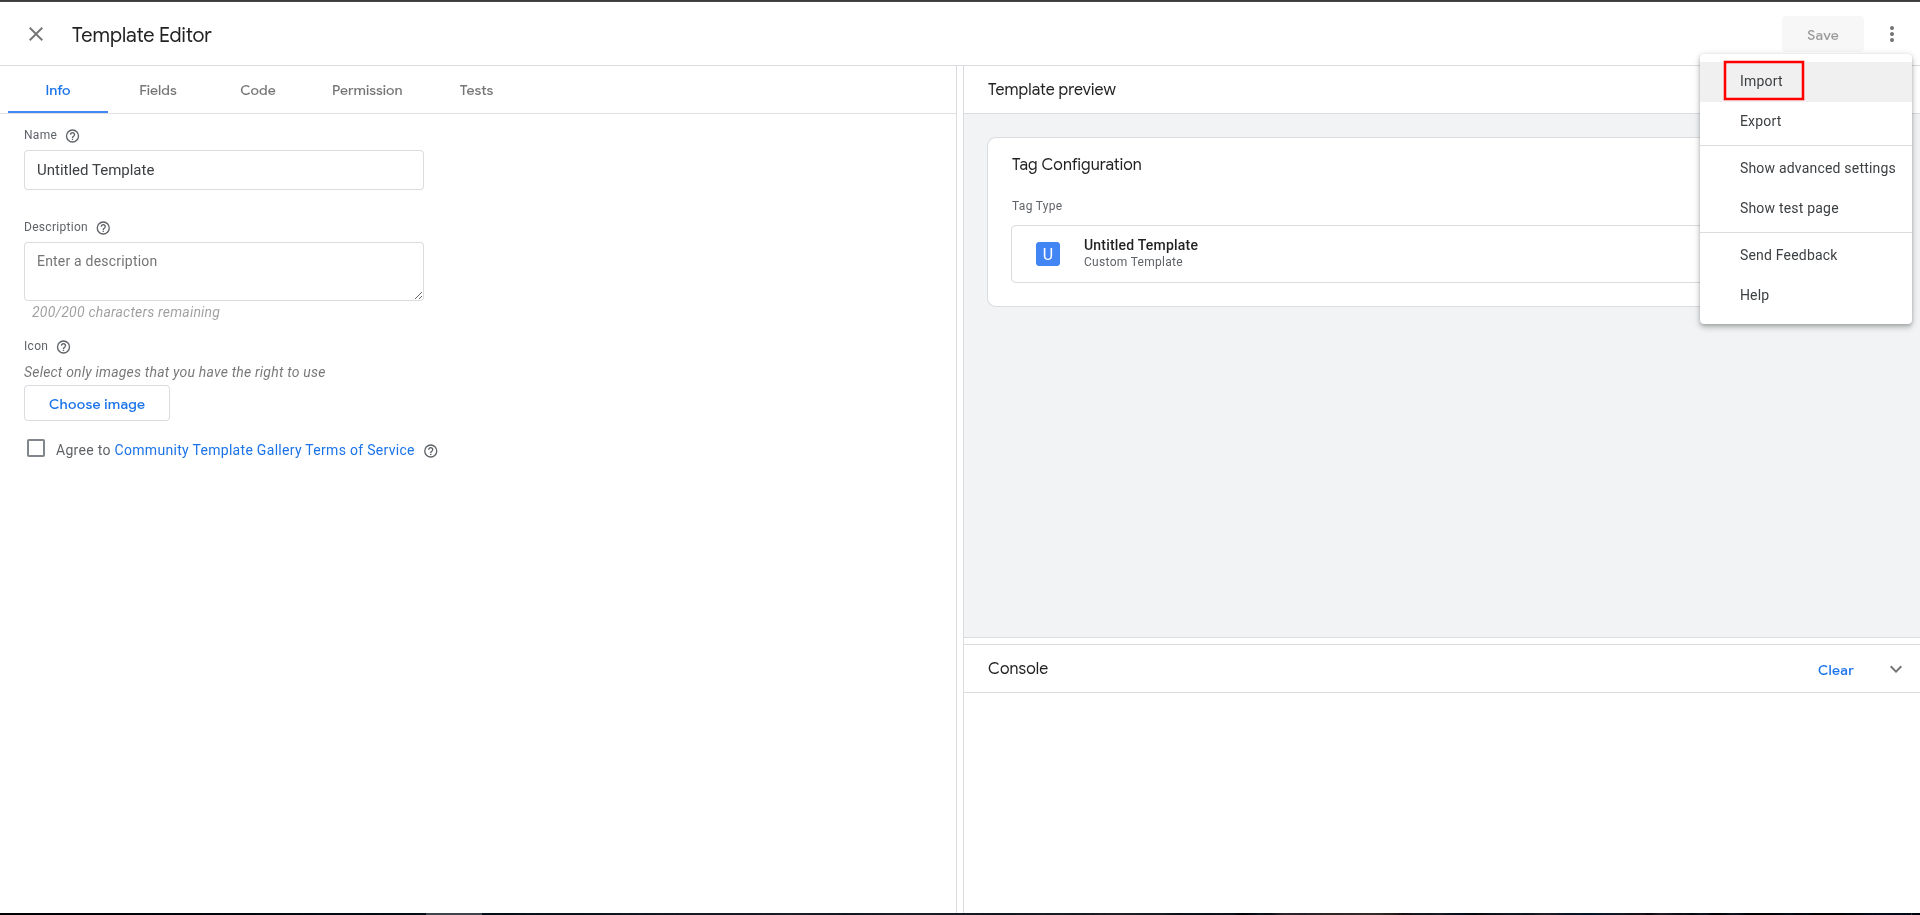 Template Editor
Save
Info
Fields
Code
Permission
Tests
Name
Untitled Template
Description
Enter a description
200/200 characters remaining
Icon
Select only images that you have the right to use
Choose image
Agree to Community Template Gallery Terms of Service
Template preview
Tag Configuration
Tag Type
U
Untitled Template
Custom Template
Import
Export
Show advanced settings
Show test page
Send Feedback
Help
Console
Clear